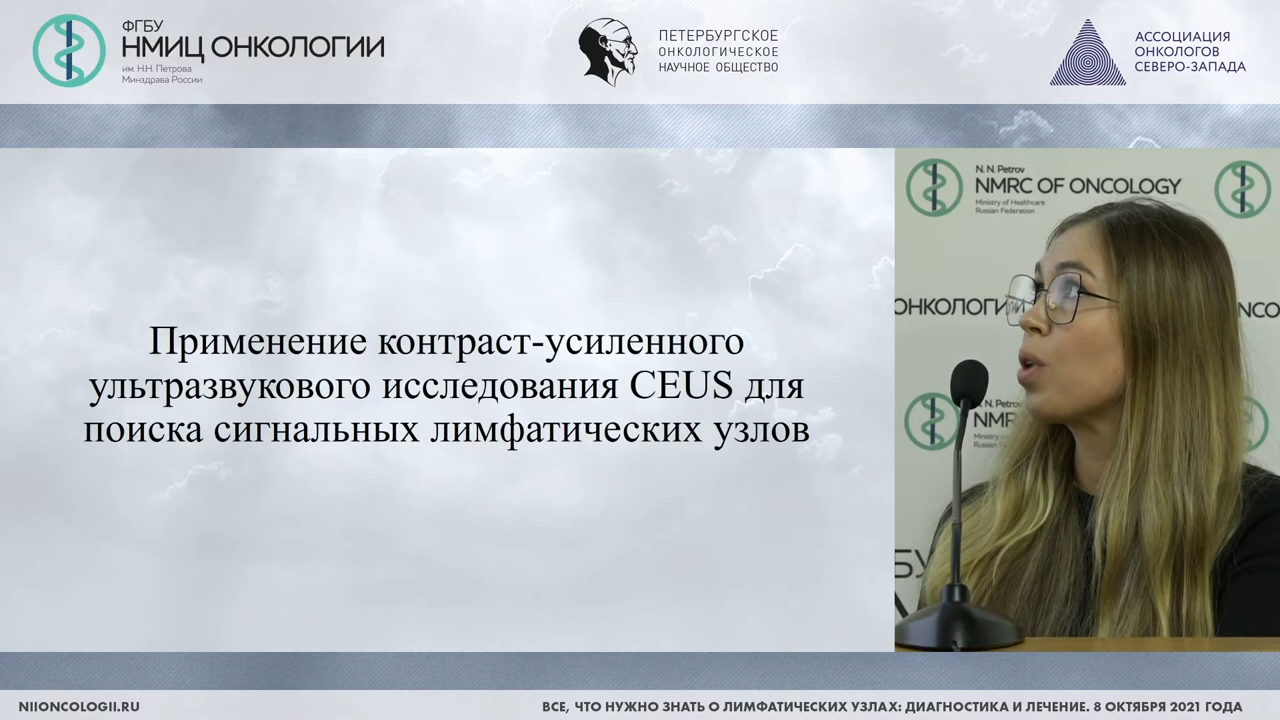 ФГБУ
НМИЦ ОНКОЛОГИИ
им. Н.Н. Петрова
Минздрава России
ПЕТЕРБУРГСКОЕ
ОНКОЛОГИЧЕСКОЕ
НАУЧНОЕ ОБЩЕСТВО
АССОЦИАЦИЯ
ОНКОЛОГОВ
СЕВЕРО-ЗАПАДА
Применение контраст-усиленного
ультразвукового исследования CEUS для
поиска сигнальных лимфатических узлов
N. N. Petrov
NMRC OF ONCOLOGY
Ministry of Healthcare
Russian Federation
ОНКОЛОГИИ
N. N. Petrov
NIIONCOLOGII.RU
ВСЕ, ЧТО НУЖНО ЗНАТЬ О ЛИМФАТИЧЕСКИХ УЗЛАХ: ДИАГНОСТИКА И ЛЕЧЕНИЕ. 8 ОКТЯБРЯ 2021 ГОДА